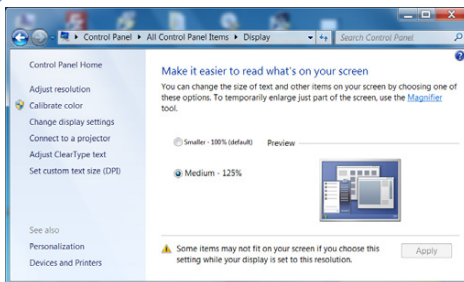 Control Panel ▸ All Control Panel Items ▸ Display
Search Control Panel
Control Panel Home
Adjust resolution
Calibrate color
Change display settings
Connect to a projector
Adjust ClearType text
Set custom text size (DPI)
See also
Personalization
Devices and Printers
Make it easier to read what's on your screen
You can change the size of text and other items on your screen by choosing one of
these options. To temporarily enlarge just part of the screen, use the Magnifier
tool.
Smaller - 100% (default)
Preview
Medium - 125%
Some items may not fit on your screen if you choose this
setting while your display is set to this resolution.
Apply